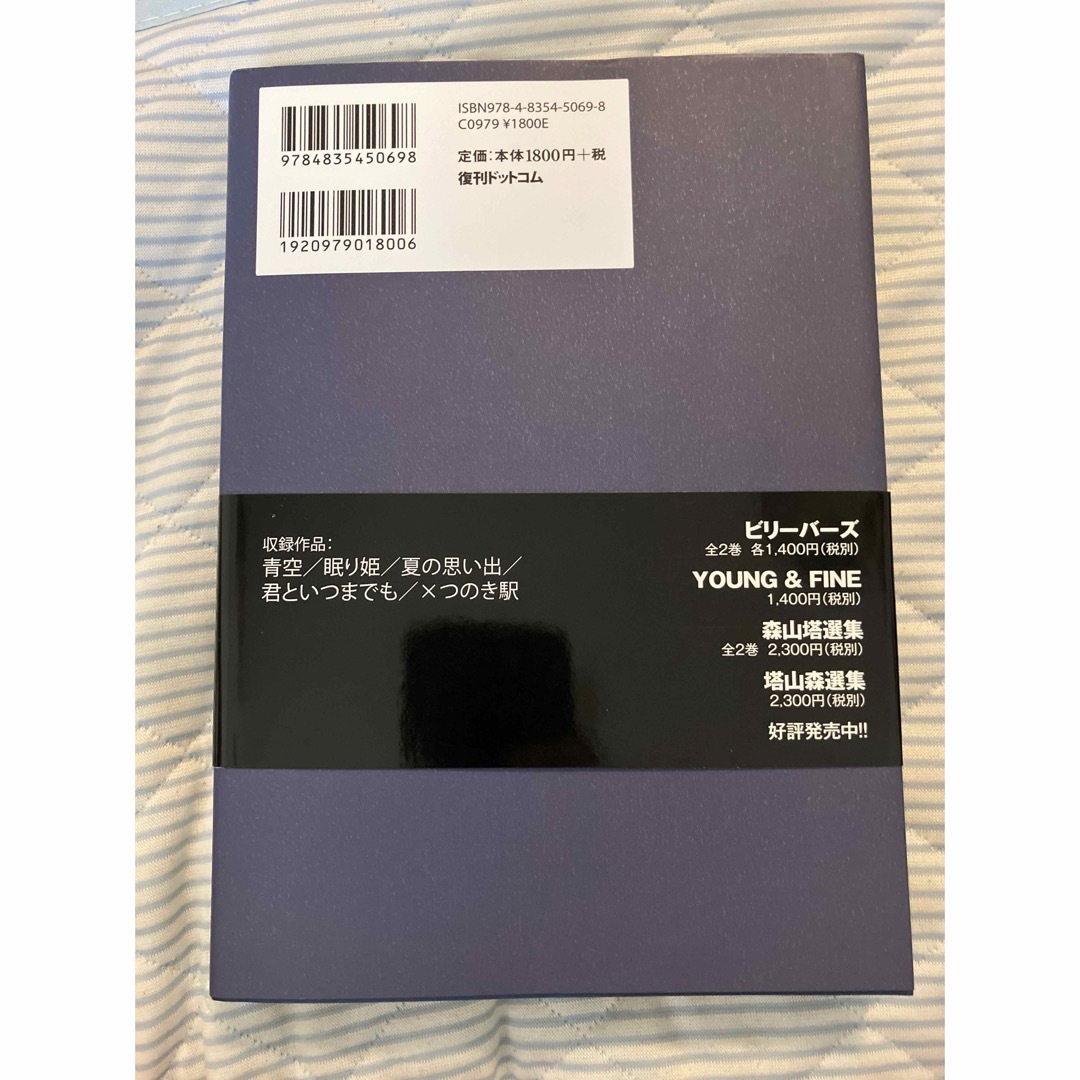 ISBN978-4-8354-5069-8
C0979 ¥1800E
9784835450698
定価:本体1800円+税
復刊ドットコム
1920979018006
収録作品:
青空/眠り姫/夏の思い出/
君といつまでも/×つのき駅
ビリーバーズ
全2巻 各1,400円(税別)
YOUNG & FINE
1,400円(税別)
森山塔選集
全2巻 2,300円(税別)
塔山森選集
2,300円(税別)
好評発売中!!